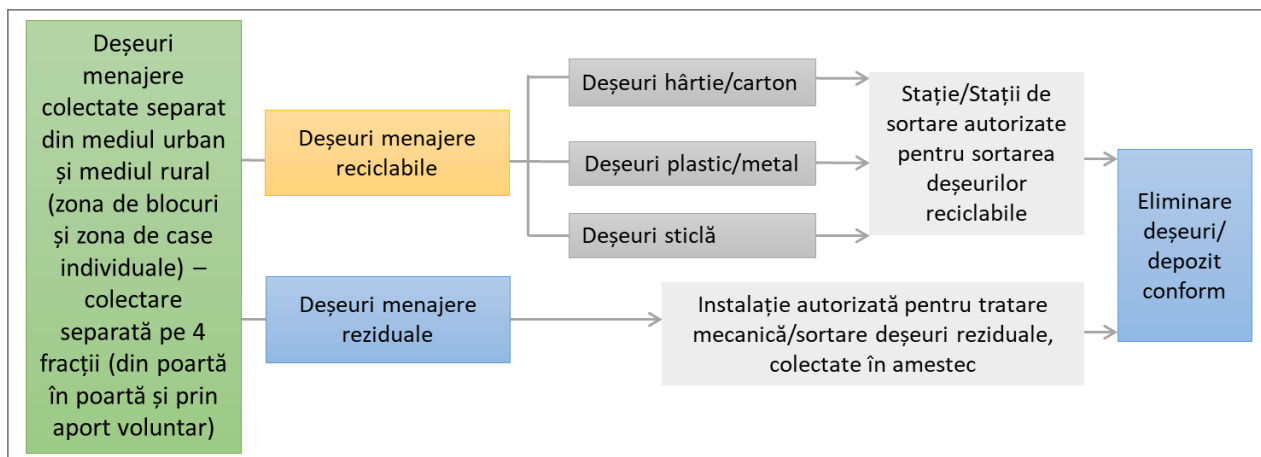 Deșeuri
menajere
colectate separat
din mediul urban
și mediul rural
(zona de blocuri
și zona de case
individuale) –
colectare
separată pe 4
fracții (din poartă
în poartă și prin
aport voluntar)
Deșeuri menajere
reciclabile
Deșeuri hârtie/carton
Deșeuri plastic/metal
Deșeuri sticlă
Stație/Stații de
sortare autorizate
pentru sortarea
deșeurilor
reciclabile
Deșeuri menajere
reziduale
Instalație autorizată pentru tratare
mecanică/sortare deșeuri reziduale,
colectate în amestec
Eliminare
deșeuri/
depozit
conform